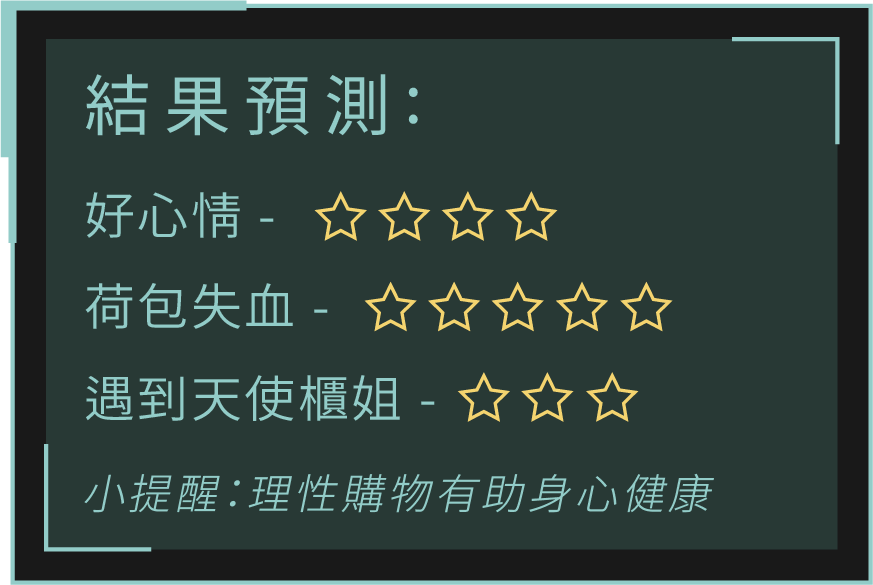 結果預測：
好心情 - ☆☆☆☆
荷包失血 - ☆☆☆☆☆
遇到天使櫃姐 - ☆☆☆
小提醒：理性購物有助身心健康